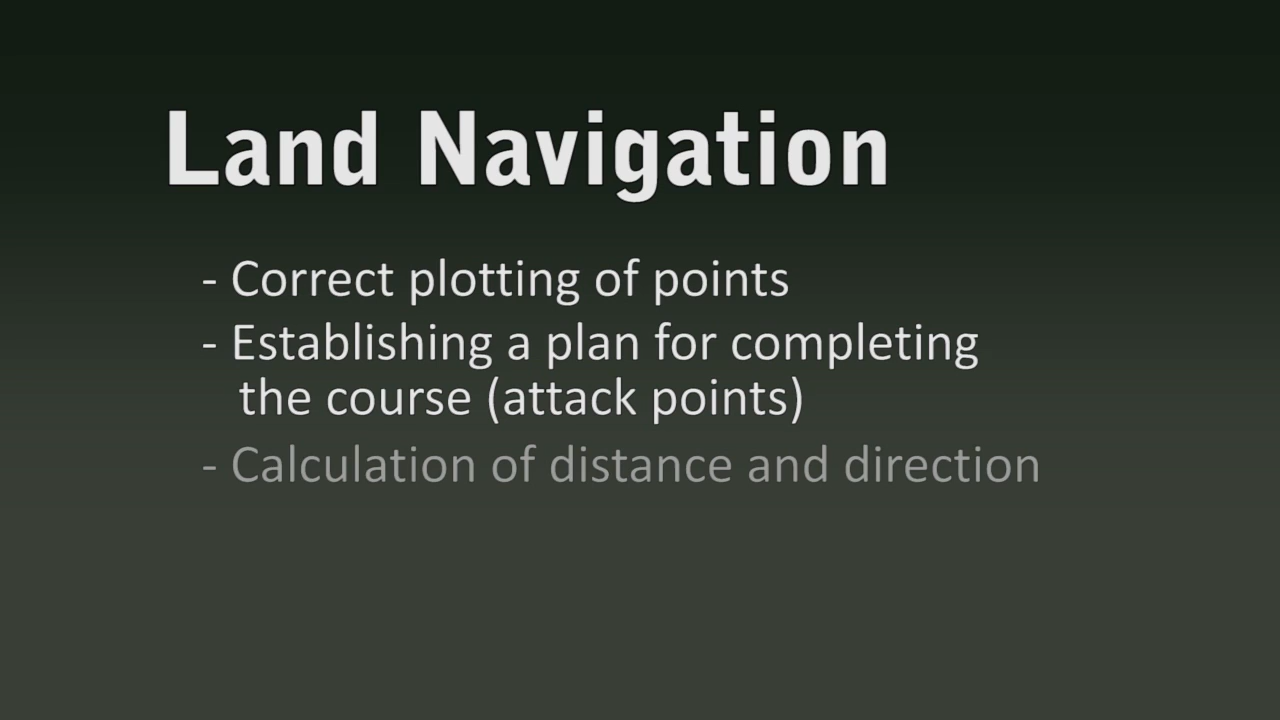 Land Navigation
- Correct plotting of points
- Establishing a plan for completing
the course (attack points)
- Calculation of distance and direction